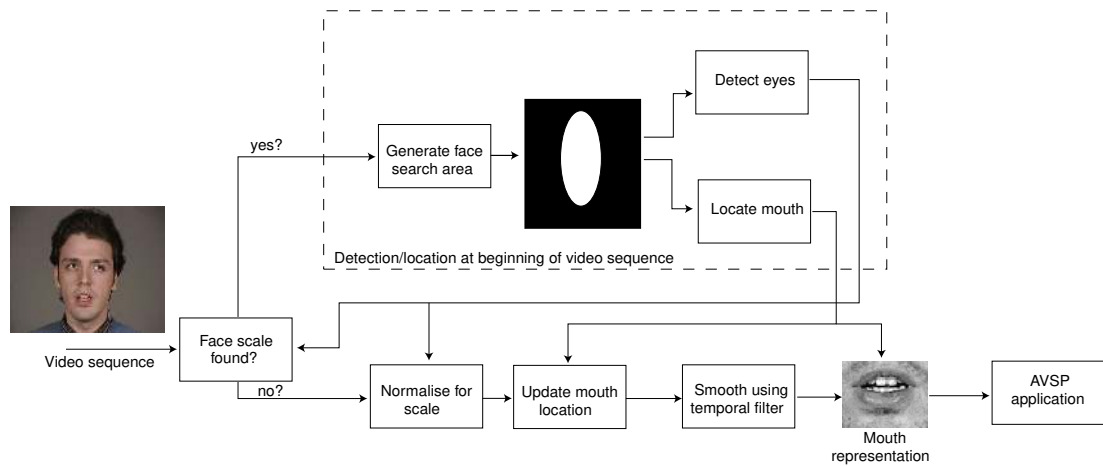 Detect eyes
yes?
Generate face
search area
Locate mouth
Detection/location at beginning of video sequence
Face scale
found?
Video sequence
no?
Normalise for
scale
Update mouth
location
Smooth using
temporal filter
AVSP
application
Mouth
representation